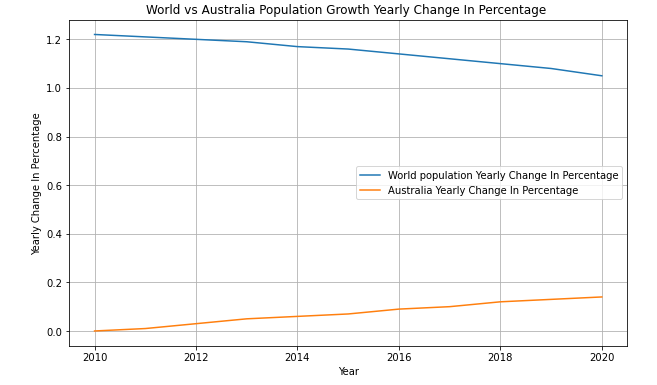 World vs Australia Population Growth Yearly Change In Percentage
Yearly Change In Percentage
1.2
1.0
0.8
0.6
0.4
0.2
0.0
World population Yearly Change In Percentage
Australia Yearly Change In Percentage
2010 2012 2014 2016 2018 2020
Year